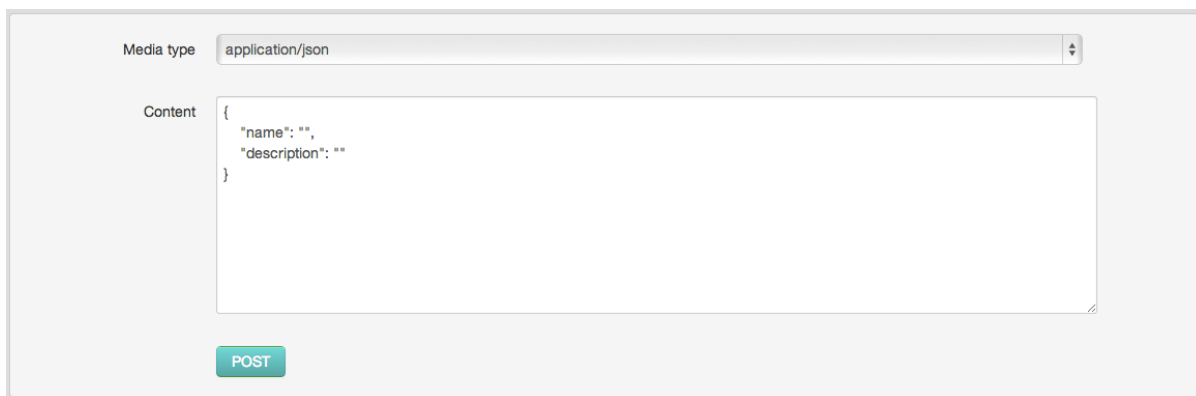 Media type application/json
Content {
"name": "",
"description": ""
}
POST